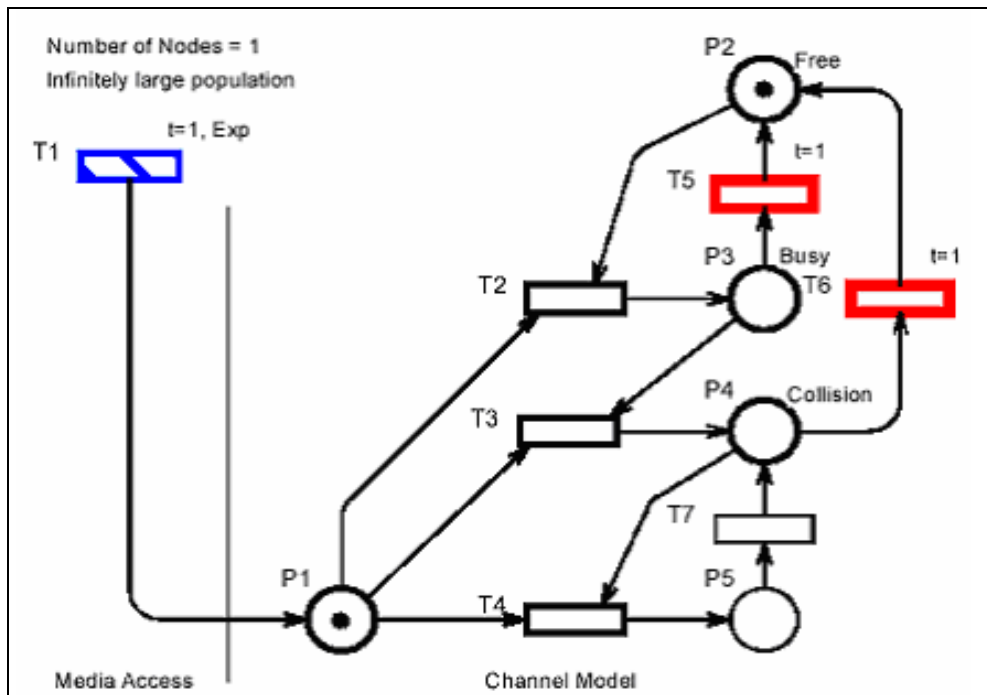 Number of Nodes = 1
Infinitely large population
P2
Free
t=1, Exp
T1
t=1
T5
P3
Busy
t=1
T2
T6
P4
Collision
T3
T7
P1
P5
T4
Media Access
Channel Model